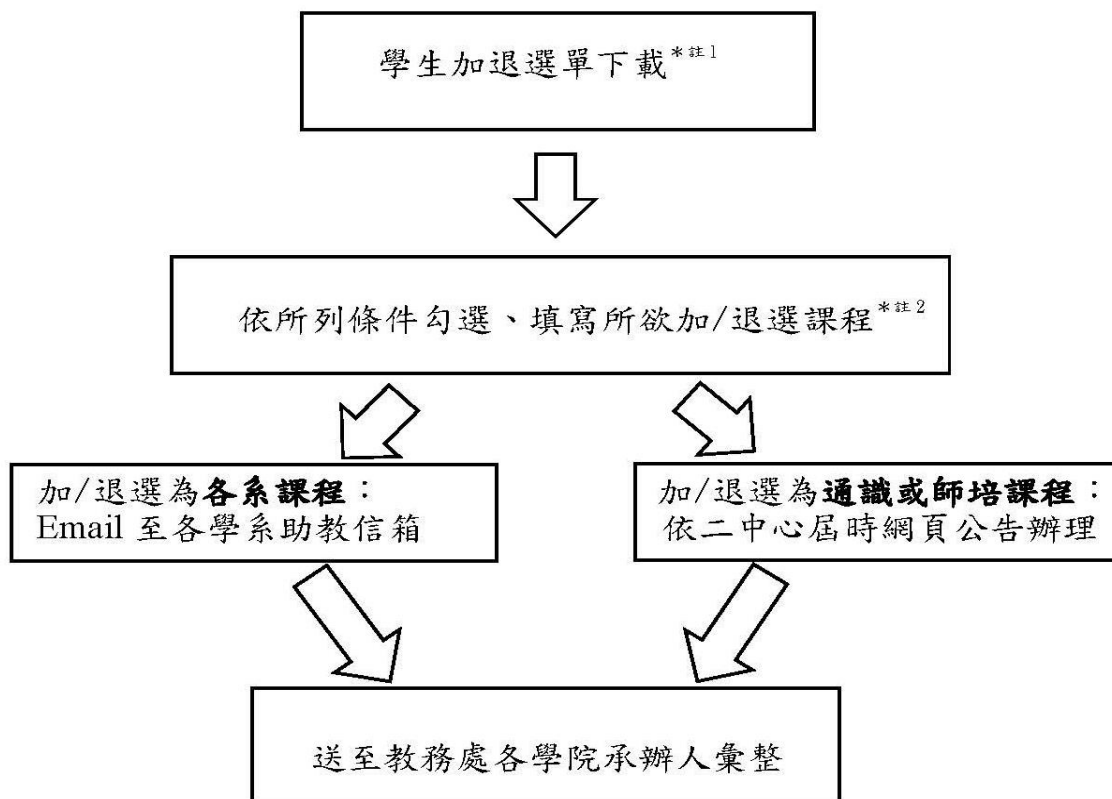 學生加退選單下載*註1
依所列條件勾選、填寫所欲加/退選課程*註2
加/退選為各系課程：
Email 至各學系助教信箱
加/退選為通識或師培課程：
依二中心屆時網頁公告辦理
送至教務處各學院承辦人彙整